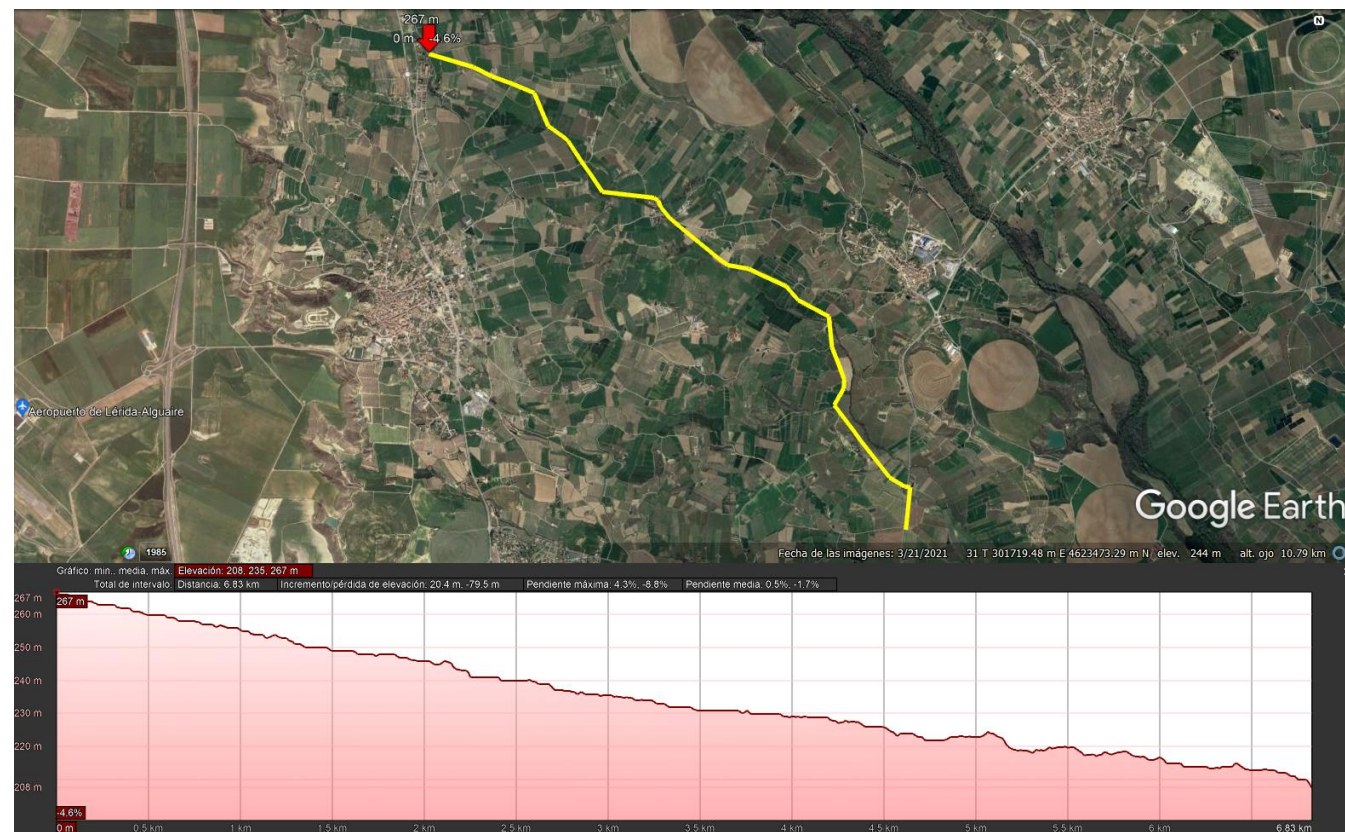 267 m
0 m -4.6%
N
Aeropuerto de Lérida-Alguaire
Google Earth
1985
Fecha de las imágenes: 3/21/2021 31 T 301719.48 m E 4623473.29 m N elev. 244 m alt. ojo 10.79 km
Gráfico: mín., media, máx. Elevación: 208, 235, 267 m
Total de intervalo: Distancia: 6.83 km Incremento/pérdida de elevación: 20.4 m, -79.5 m Pendiente máxima: 4.3%, -8.8% Pendiente media: 0.5%, -1.7%
267 m
267 m
260 m
250 m
240 m
230 m
220 m
208 m
-4.6%
0 m 0.5 km 1 km 1.5 km 2 km 2.5 km 3 km 3.5 km 4 km 4.5 km 5 km 5.5 km 6 km 6.83 km